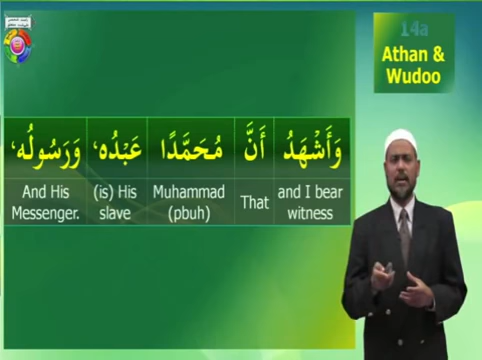 14a
Athan &
Wudoo
وَأَشْهَدُ أَنَّ مُحَمَّدًا عَبْدُه، وَرَسُولُه،
and I bear witness
That
Muhammad (pbuh)
(is) His slave
And His Messenger.